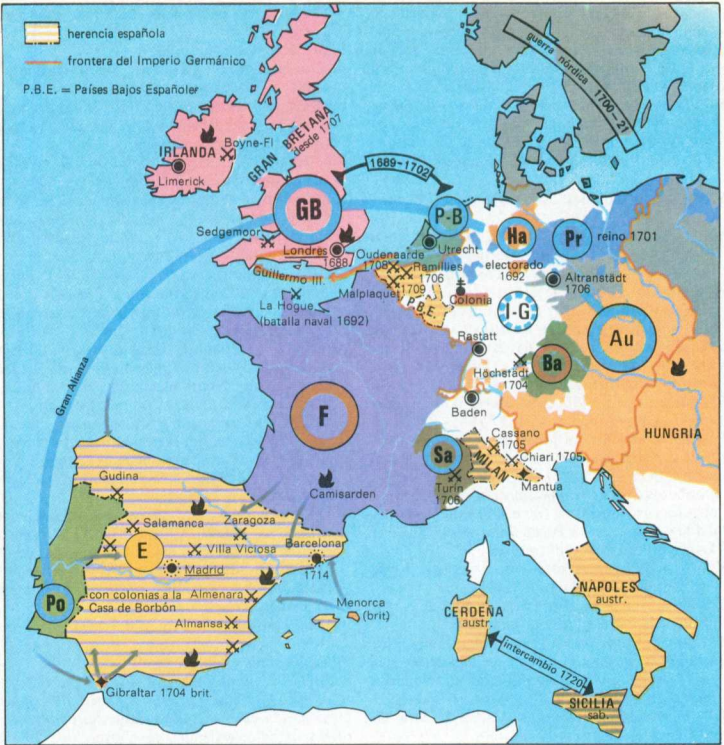 herencia española
frontera del Imperio Germánico
P.B.E. = Países Bajos Españoles
guerra nórdica 1700-21
GRAN BRETAÑA
desde 1707
IRLANDA
Boyne-Fl
Limerick
1689-1702
GB
P-B
Ha
Pr
reino 1701
Sedgemoor
Londres
1688
Utrecht
electorado
1692
Oudenaarde
1708
Ramillies
1706
Altranstädt
1706
Guillermo III
Malplaquet
1709
P.B.E.
Colonia
I-G
La Hogue
(batalla naval 1692)
Au
Rastatt
Ba
Höchstädt
1704
Gran Alianza
F
Baden
HUNGRIA
Cassano
1705
Sa
MILAN
Chiari 1705
Gudina
Camisarden
Turín
1706
Mantua
Salamanca
Zaragoza
E
Villa Viciosa
Barcelona
1714
Madrid
Po
con colonias a la
Casa de Borbón
Almenara
Menorca
(brit)
Almansa
CERDEÑA
austr.
NAPOLES
austr.
intercambio 1720
Gibraltar 1704 brit.
SICILIA
sab.